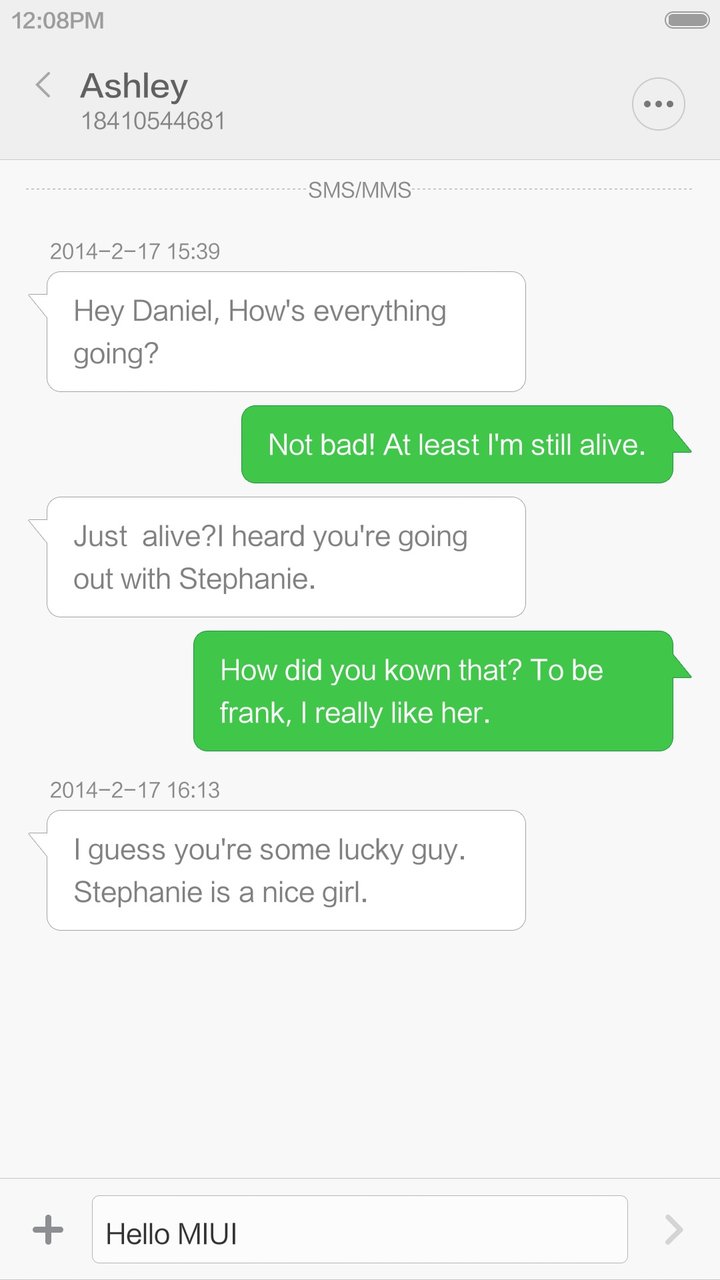 12:08PM
Ashley
18410544681
SMS/MMS
2014-2-17 15:39
Hey Daniel, How's everything
going?
Not bad! At least I'm still alive.
Just  alive?I heard you're going
out with Stephanie.
How did you kown that? To be
frank, I really like her.
2014-2-17 16:13
I guess you're some lucky guy.
Stephanie is a nice girl.
Hello MIUI